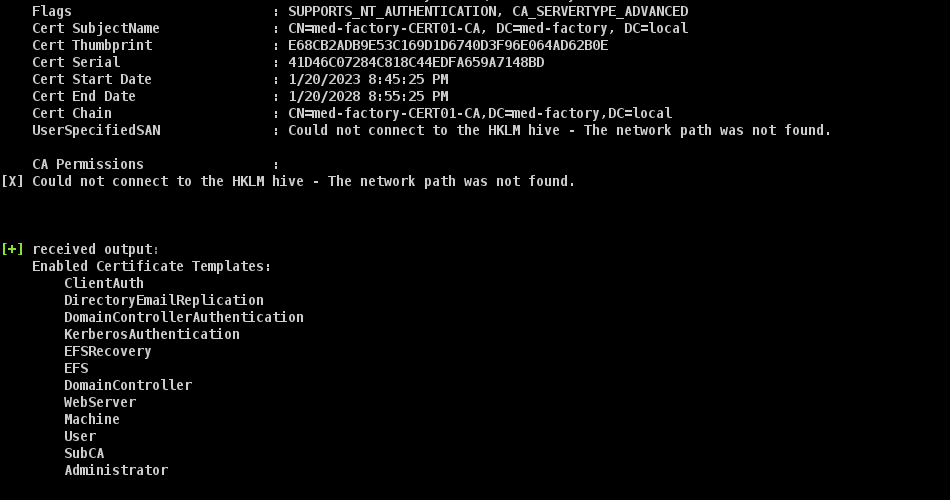 Flags : SUPPORTS_NT_AUTHENTICATION, CA_SERVERTYPE_ADVANCED
Cert SubjectName : CN=med-factory-CERT01-CA, DC=med-factory, DC=local
Cert Thumbprint : E68CB2ADB9E53C169D1D6740D3F96E064AD62B0E
Cert Serial : 41D46C07284C818C44EDFA659A7148BD
Cert Start Date : 1/20/2023 8:45:25 PM
Cert End Date : 1/20/2028 8:55:25 PM
Cert Chain : CN=med-factory-CERT01-CA,DC=med-factory,DC=local
UserSpecifiedSAN : Could not connect to the HKLM hive - The network path was not found.
CA Permissions :
[X] Could not connect to the HKLM hive - The network path was not found.
[+] received output:
Enabled Certificate Templates:
ClientAuth
DirectoryEmailReplication
DomainControllerAuthentication
KerberosAuthentication
EFSRecovery
EFS
DomainController
WebServer
Machine
User
SubCA
Administrator